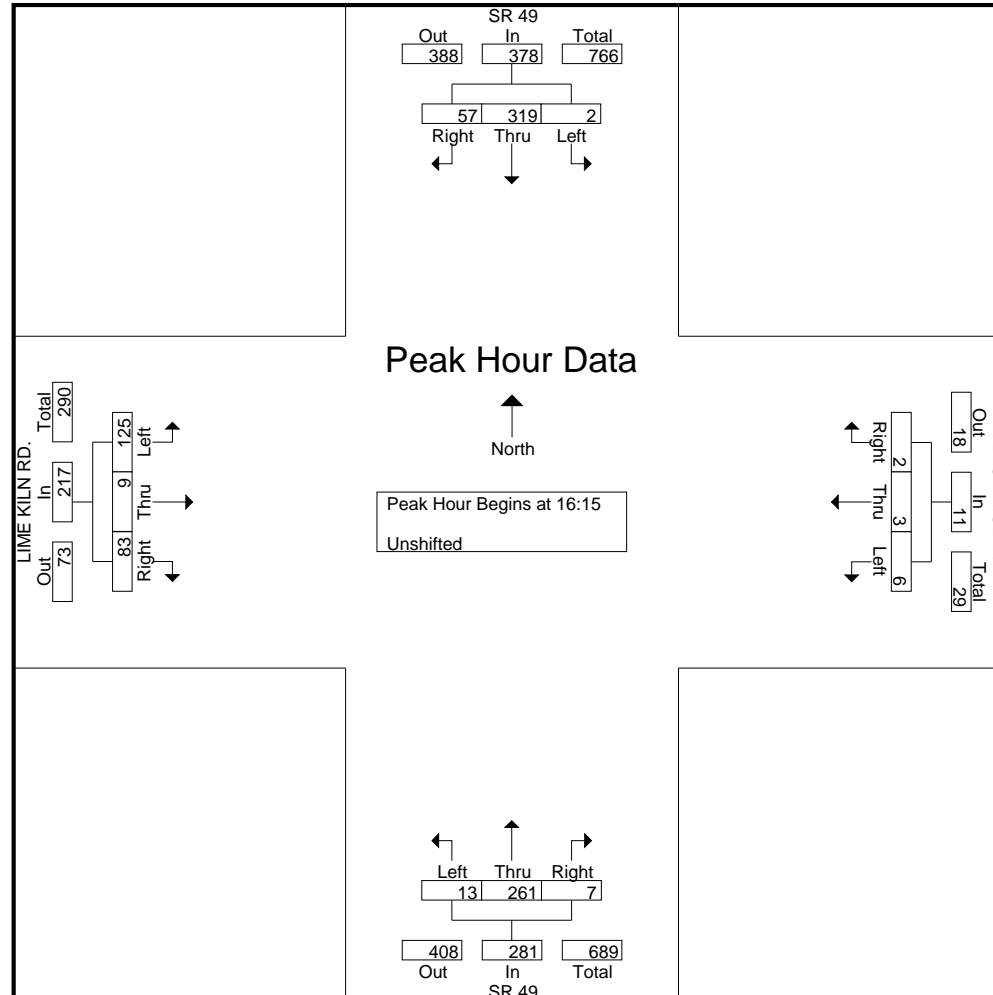 SR 49
Out In Total
388 378 766
57 319 2
Right Thru Left
Peak Hour Data
North
Peak Hour Begins at 16:15
Unshifted
LIME KILN RD.
Out In Total
73 217 290
125 9 83
Left Thru Right
Right Thru Left
2 3 6
Out In Total
18 11 29
Left Thru Right
13 261 7
408 281 689
Out In Total
SR 49